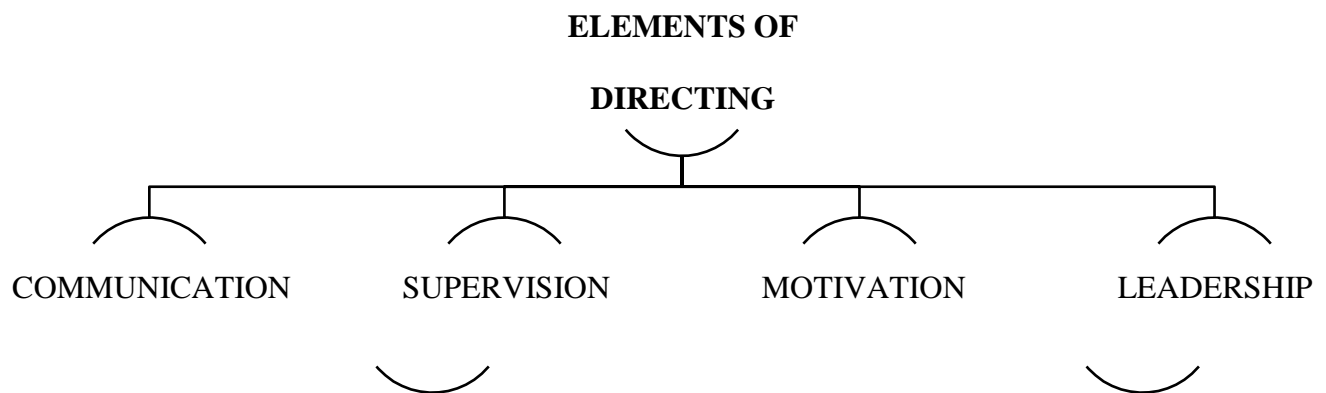 ELEMENTS OF
DIRECTING
COMMUNICATION SUPERVISION MOTIVATION LEADERSHIP